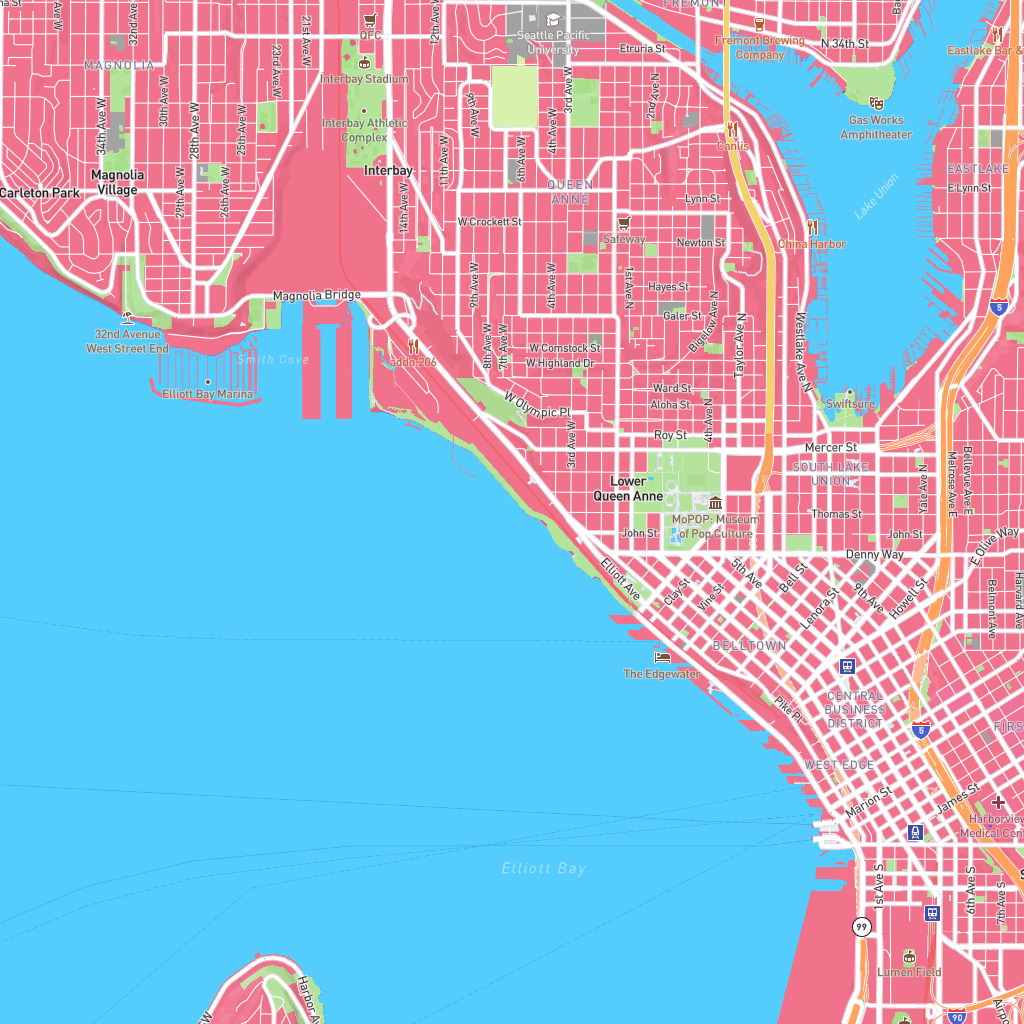 32nd Ave W
QFC
21st Ave W
12th Ave W
Seattle Pacific
University
FREMONT
Fremont Brewing
Company
N 34th St
Etruria St
Eastlake Bar &
MAGNOLIA
23rd Ave W
Interbay Stadium
30th Ave W
34th Ave W
28th Ave W
25th Ave W
Interbay Athletic
Complex
9th Ave W
3rd Ave W
4th Ave W
2nd Ave N
Gas Works
Amphitheater
Canlis
6th Ave W
11th Ave W
Interbay
Magnolia
Village
Carleton Park
29th Ave W
26th Ave W
14th Ave W
QUEEN
ANNE
EASTLAKE
E Lynn St
Lynn St
Lake Union
W Crockett St
Safeway
Newton St
China Harbor
9th Ave W
4th Ave W
1st Ave N
Hayes St
Galer St
Bigelow Ave N
Taylor Ave N
Westlake Ave N
5
Magnolia Bridge
32nd Avenue
West Street End
Smith Cove
addo:206
8th Ave W
7th Ave W
W Comstock St
W Highland Dr
Elliott Bay Marina
Ward St
Aloha St
4th Ave N
Swiftsure
W Olympic Pl
3rd Ave W
Roy St
Mercer St
SOUTH LAKE
UNION
Yale Ave N
Melrose Ave E
Bellevue Ave E
Lower
Queen Anne
MoPOP: Museum
of Pop Culture
Thomas St
John St
John St
Denny Way
E Olive Way
Elliott Ave
Clay St
Vine St
5th Ave
Bell St
Lenora St
9th Ave
Howell St
Belmont Ave
Harvard Ave
BELLTOWN
The Edgewater
Pike Pl
CENTRAL
BUSINESS
DISTRICT
5
FIRS
WEST EDGE
Marion St
James St
Harborview
Medical Cen
Elliott Bay
1st Ave S
6th Ave S
7th Ave S
S
99
Lumen Field
Harbor Av
W
90
Airpo